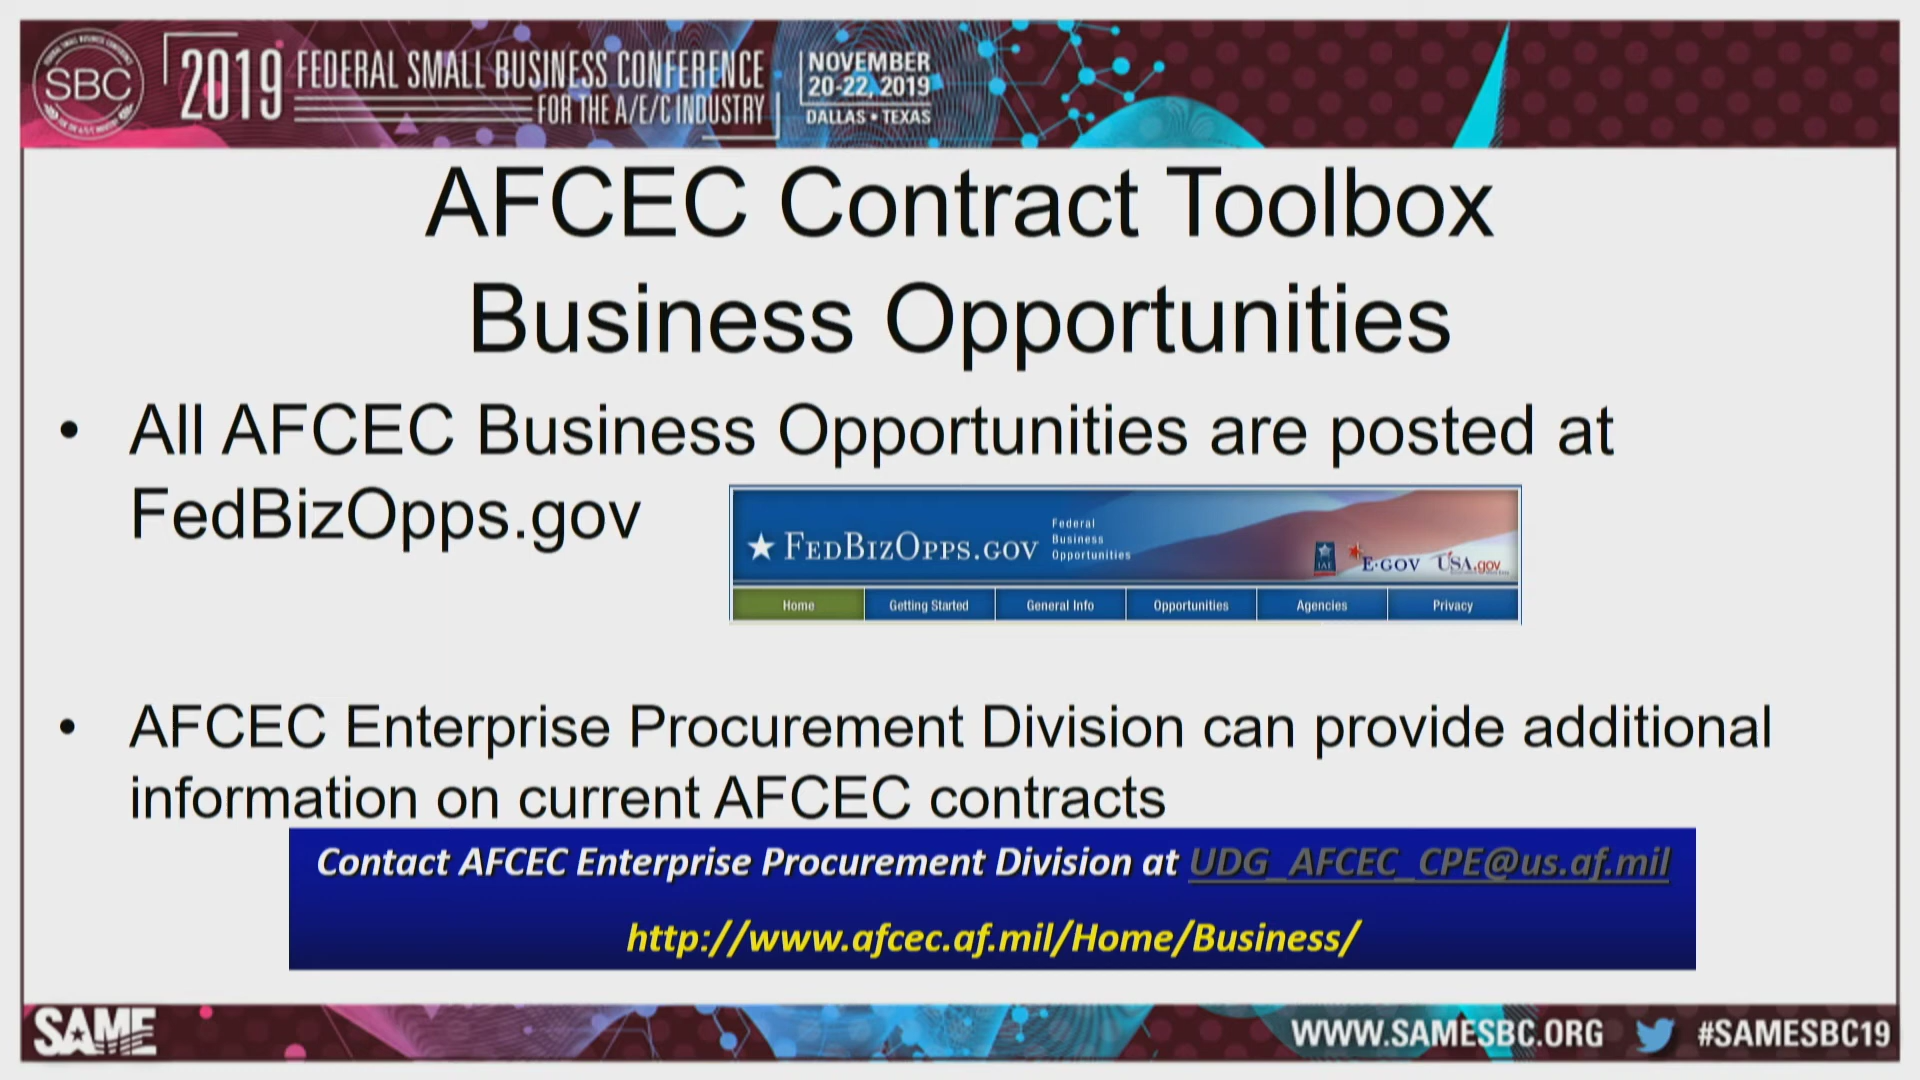 SBC
2019 FEDERAL SMALL BUSINESS CONFERENCE
FOR THE A/E/C INDUSTRY
NOVEMBER
20-22, 2019
DALLAS • TEXAS
AFCEC Contract Toolbox
Business Opportunities
• All AFCEC Business Opportunities are posted at
FedBizOpps.gov
FEDBIZOPPS.GOV
Federal
Business
Opportunities
IAE
E-GOV USA.gov
Home Getting Started General Info Opportunities Agencies Privacy
• AFCEC Enterprise Procurement Division can provide additional
information on current AFCEC contracts
Contact AFCEC Enterprise Procurement Division at UDG_AFCEC_CPE@us.af.mil
http://www.afcec.af.mil/Home/Business/
SAME
WWW.SAMESBC.ORG #SAMESBC19